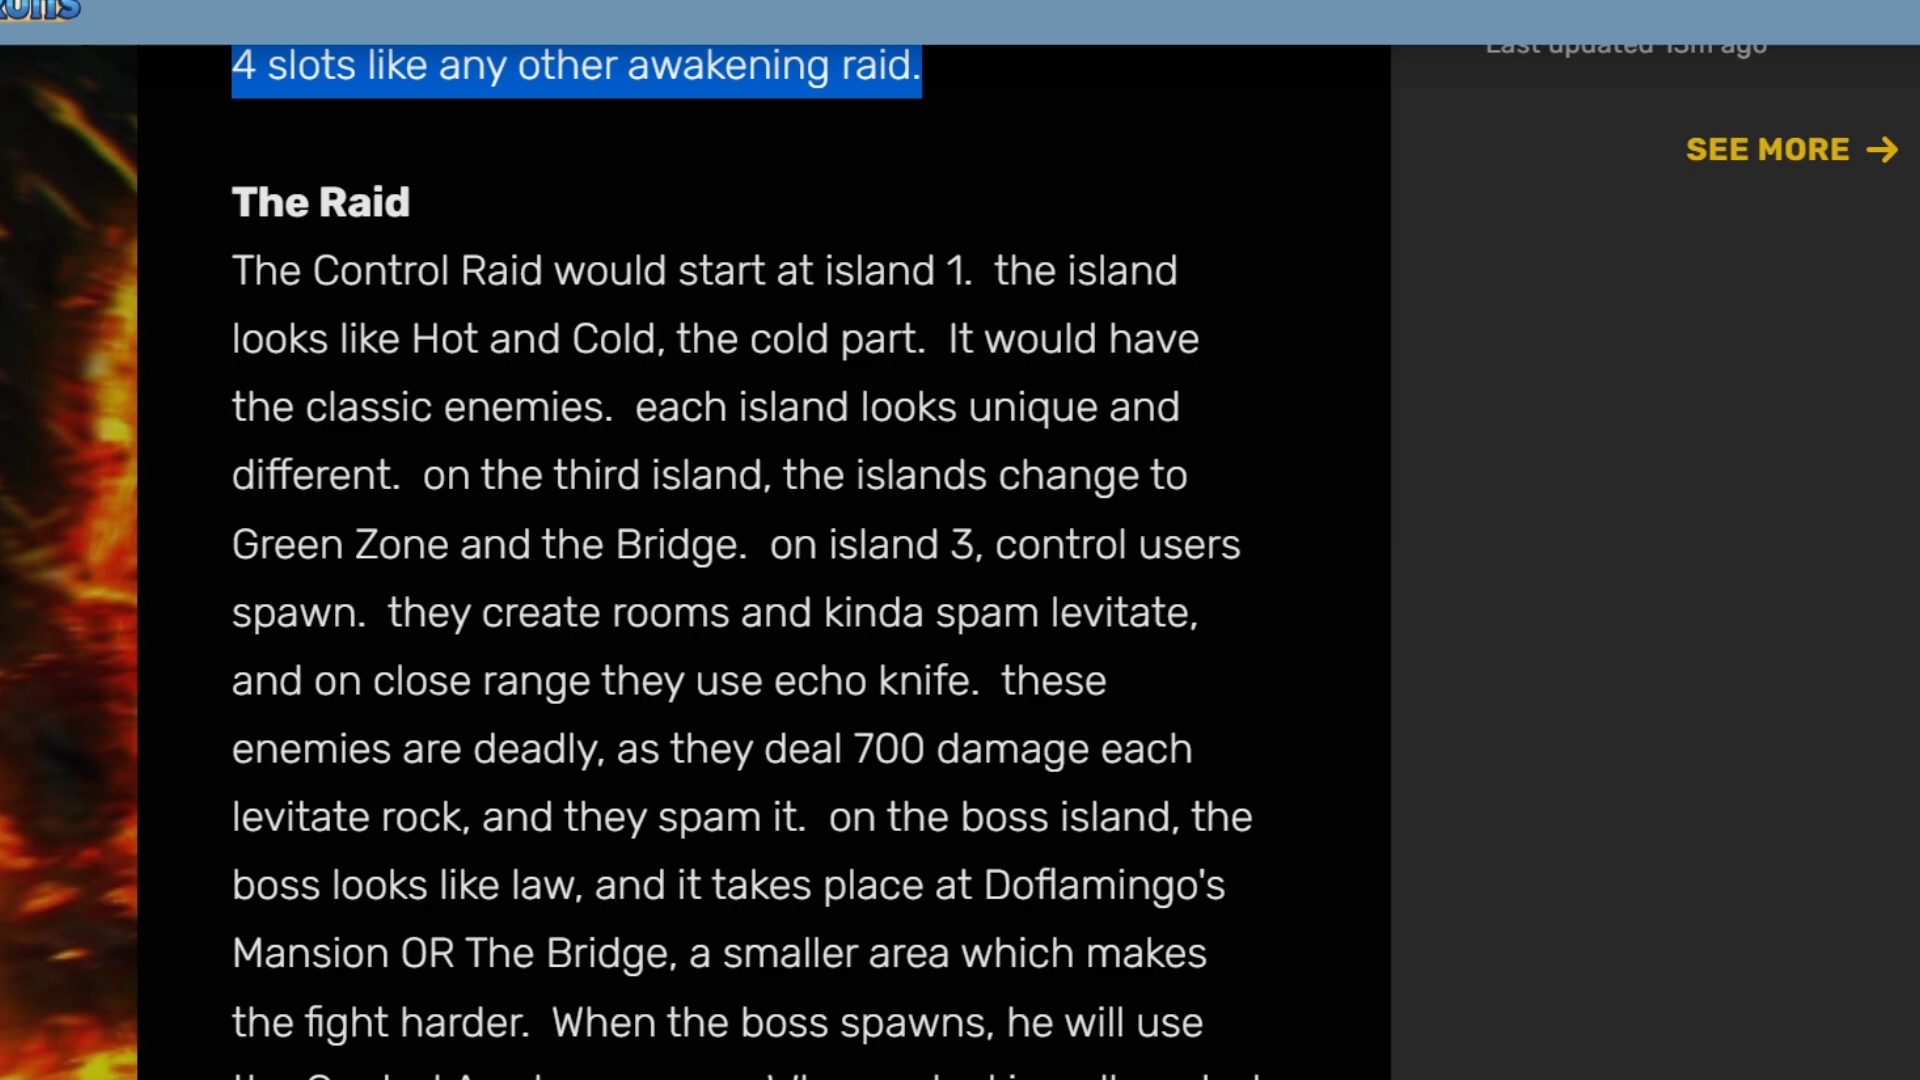 4 slots like any other awakening raid.
Last updated 13m ago
SEE MORE
The Raid
The Control Raid would start at island 1.  the island
looks like Hot and Cold, the cold part.  It would have
the classic enemies.  each island looks unique and
different.  on the third island, the islands change to
Green Zone and the Bridge.  on island 3, control users
spawn.  they create rooms and kinda spam levitate,
and on close range they use echo knife.  these
enemies are deadly, as they deal 700 damage each
levitate rock, and they spam it.  on the boss island, the
boss looks like law, and it takes place at Doflamingo's
Mansion OR The Bridge, a smaller area which makes
the fight harder.  When the boss spawns, he will use